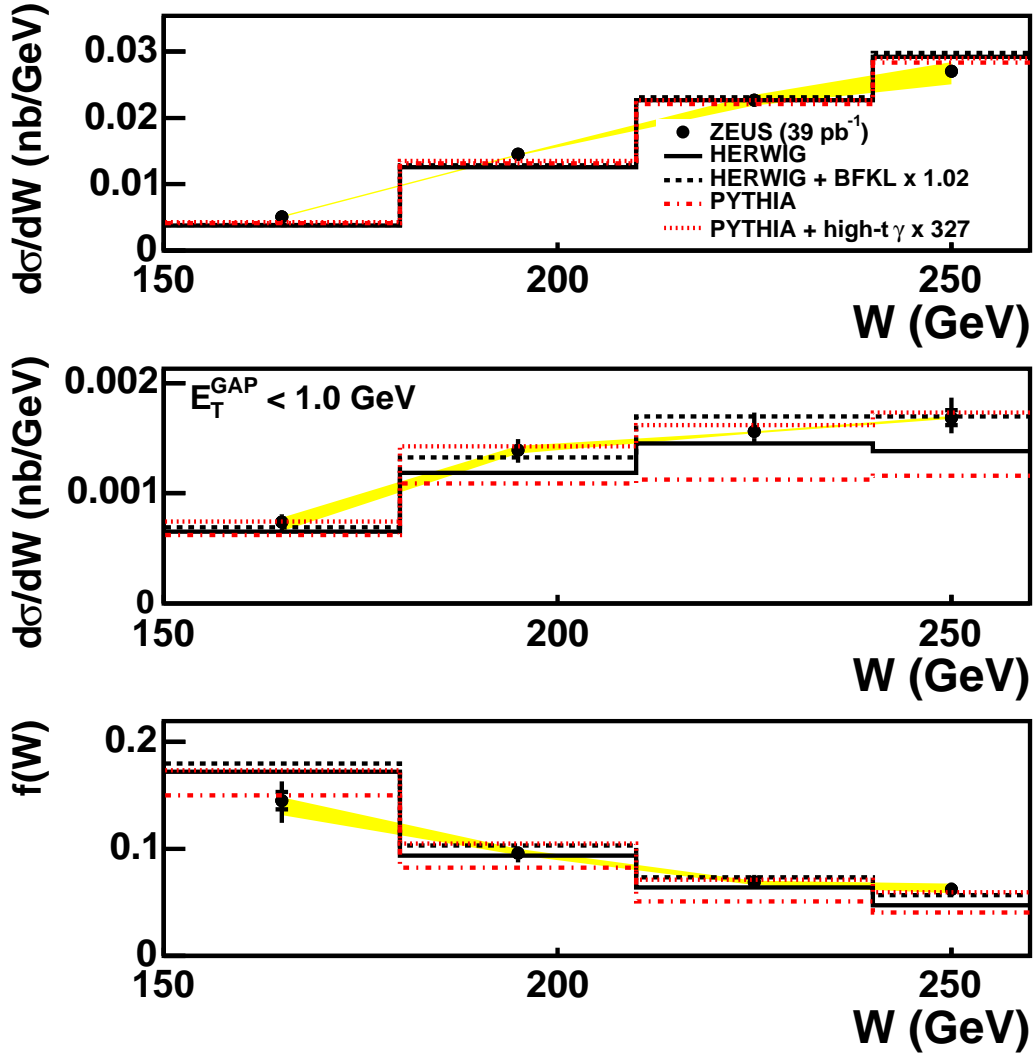 dσ/dW (nb/GeV)
0.03
0.02
0.01
0
ZEUS (39 pb⁻¹)
HERWIG
HERWIG + BFKL x 1.02
PYTHIA
PYTHIA + high-t γ x 327
150 200 250
W (GeV)
dσ/dW (nb/GeV)
0.002
E_T^GAP < 1.0 GeV
0.001
0
150 200 250
W (GeV)
f(W)
0.2
0.1
0
150 200 250
W (GeV)